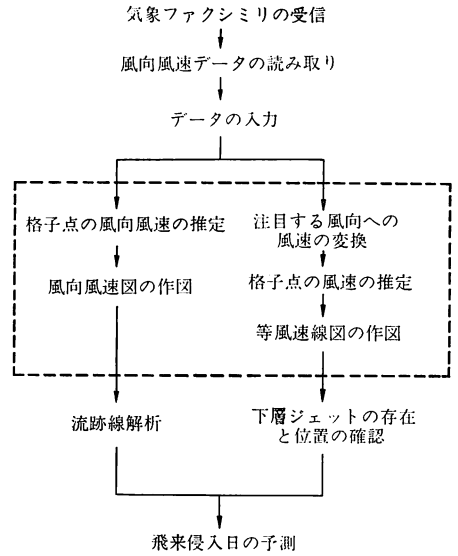 気象ファクシミリの受信
風向風速データの読み取り
データの入力
格子点の風向風速の推定
風向風速図の作図
注目する風向への
風速の変換
格子点の風速の推定
等風速線図の作図
流跡線解析
下層ジェットの存在
と位置の確認
飛来侵入日の予測